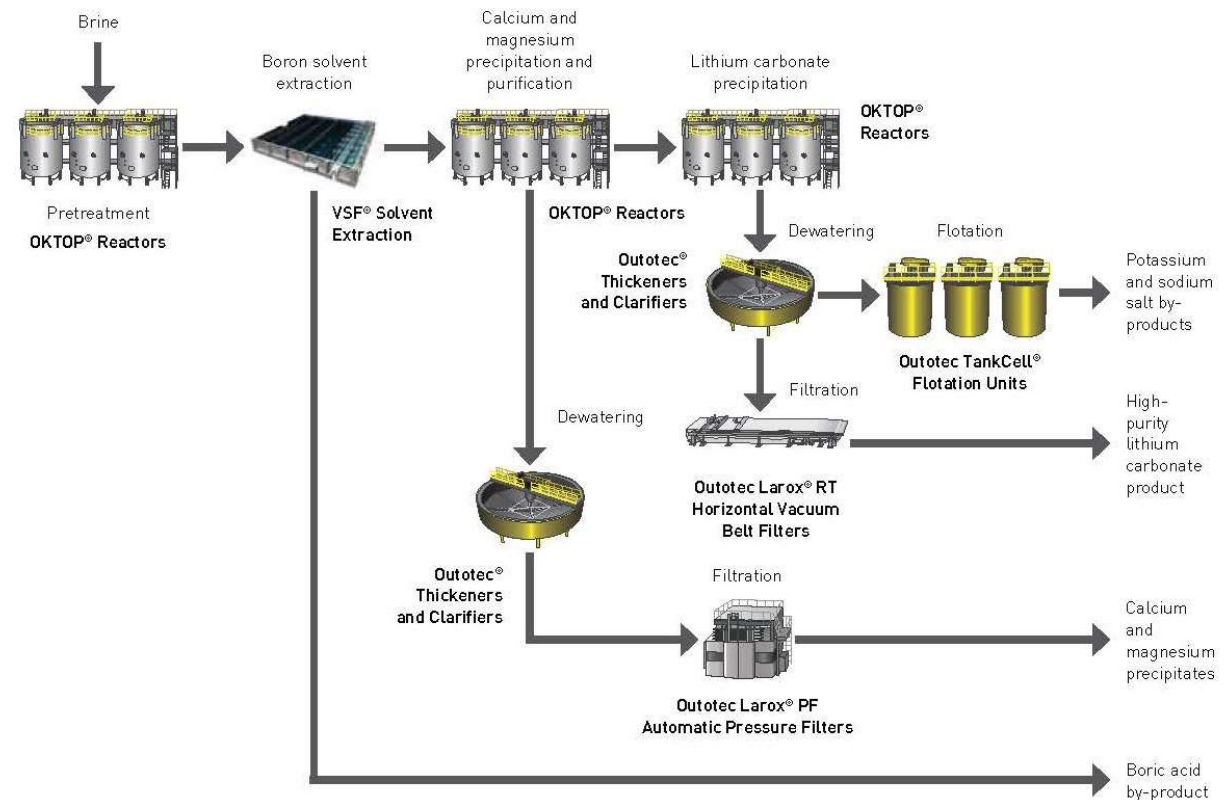 Brine
Boron solvent
extraction
Calcium and
magnesium
precipitation and
purification
Lithium carbonate
precipitation
OKTOP®
Reactors
Pretreatment
OKTOP® Reactors
VSF® Solvent
Extraction
OKTOP® Reactors
Dewatering
Flotation
Outotec®
Thickeners
and Clarifiers
Potassium
and sodium
salt by-
products
Outotec TankCell®
Flotation Units
Filtration
Dewatering
High-
purity
lithium
carbonate
product
Outotec Larox® RT
Horizontal Vacuum
Belt Filters
Outotec®
Thickeners
and Clarifiers
Filtration
Calcium
and
magnesium
precipitates
Outotec Larox® PF
Automatic Pressure Filters
Boric acid
by-product